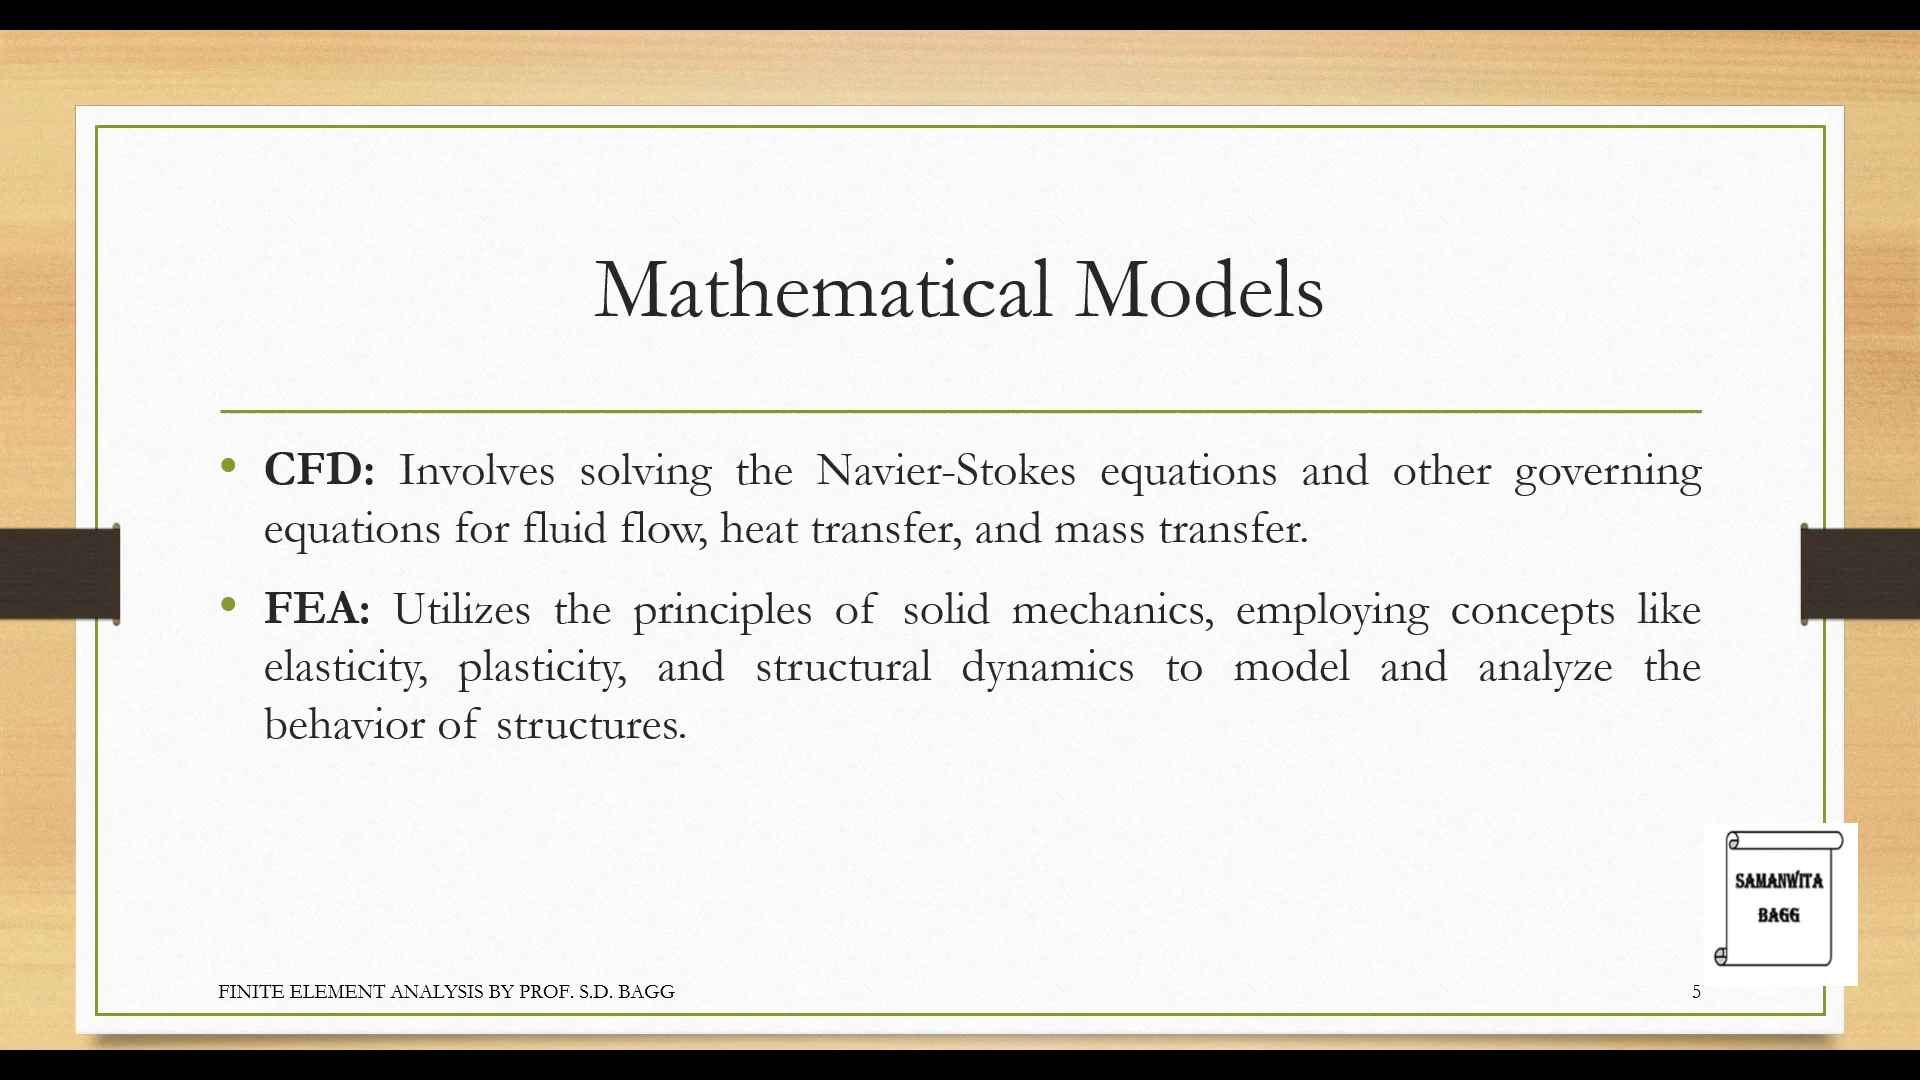 Mathematical Models
• CFD: Involves solving the Navier-Stokes equations and other governing
equations for fluid flow, heat transfer, and mass transfer.
• FEA: Utilizes the principles of solid mechanics, employing concepts like
elasticity, plasticity, and structural dynamics to model and analyze the
behavior of structures.
SAMANWITA
BAGG
FINITE ELEMENT ANALYSIS BY PROF. S.D. BAGG
5